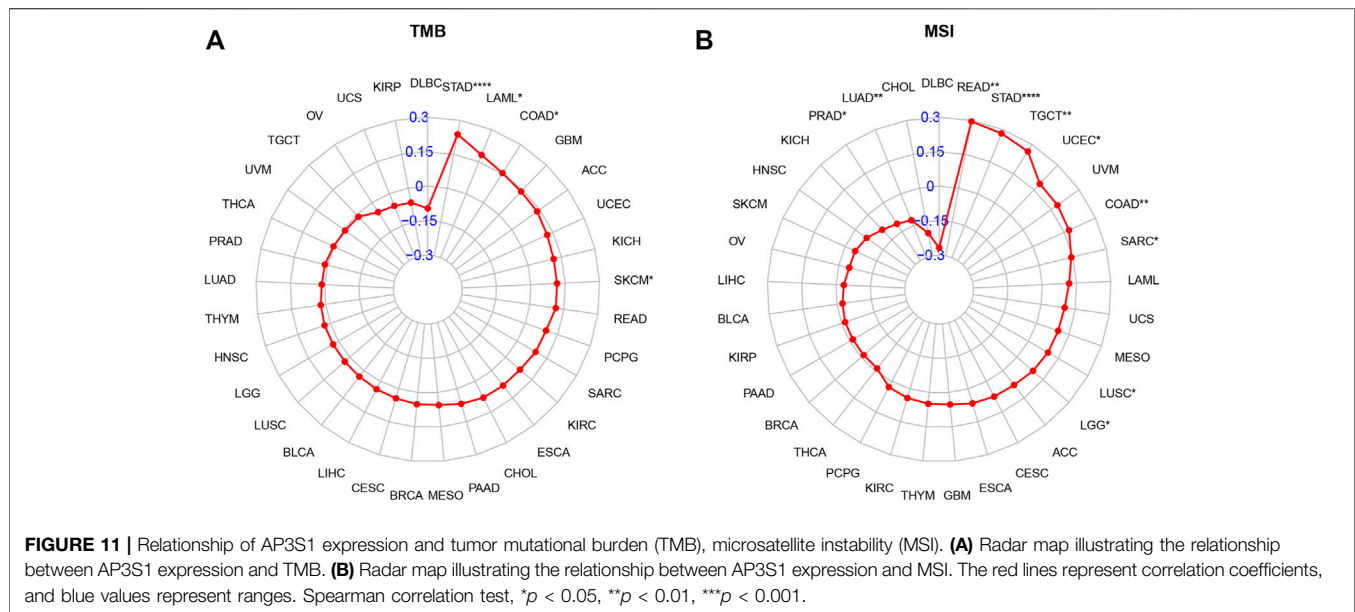 A
TMB
DLBC
STAD****
LAML*
COAD*
GBM
ACC
UCEC
KICH
SKCM*
READ
PCPG
SARC
KIRC
ESCA
CHOL
PAAD
MESO
BRCA
CESC
LIHC
BLCA
LUSC
LGG
HNSC
THYM
LUAD
PRAD
THCA
UVM
TGCT
OV
UCS
KIRP
0.3
0.15
0
−0.15
−0.3
B
MSI
DLBC
READ**
STAD****
TGCT**
UCEC*
UVM
COAD**
SARC*
LAML
UCS
MESO
LUSC*
LGG*
ACC
CESC
ESCA
GBM
THYM
KIRC
PCPG
THCA
BRCA
PAAD
KIRP
BLCA
LIHC
OV
SKCM
HNSC
KICH
PRAD*
LUAD**
CHOL
0.3
0.15
0
−0.15
−0.3
FIGURE 11 | Relationship of AP3S1 expression and tumor mutational burden (TMB), microsatellite instability (MSI). (A) Radar map illustrating the relationship
between AP3S1 expression and TMB. (B) Radar map illustrating the relationship between AP3S1 expression and MSI. The red lines represent correlation coefficients,
and blue values represent ranges. Spearman correlation test, *p < 0.05, **p < 0.01, ***p < 0.001.